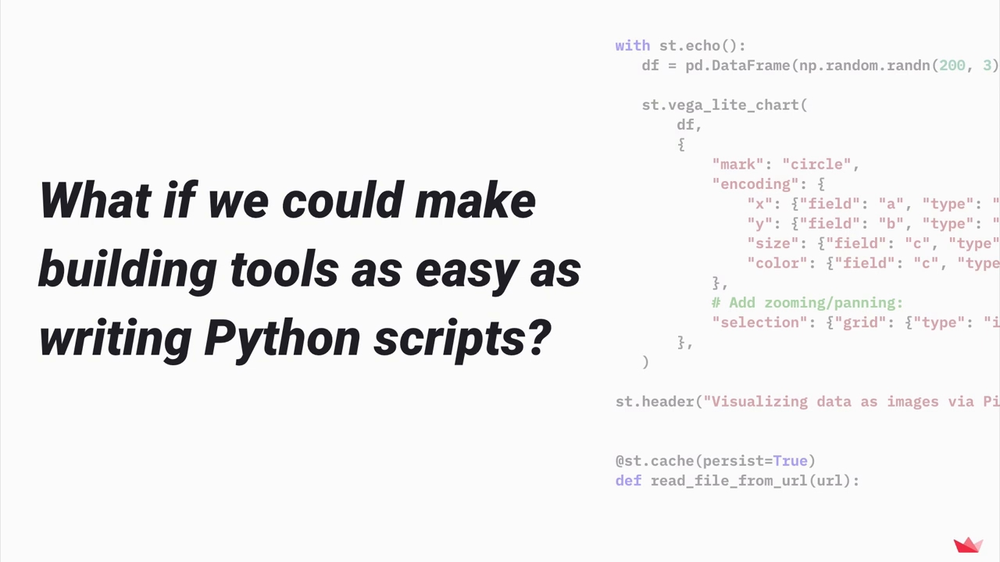 What if we could make
building tools as easy as
writing Python scripts?
with st.echo():
df = pd.DataFrame(np.random.randn(200, 3)
st.vega_lite_chart(
df,
{
"mark": "circle",
"encoding": {
"x": {"field": "a", "type": "
"y": {"field": "b", "type": "
"size": {"field": "c", "type"
"color": {"field": "c", "type
},
# Add zooming/panning:
"selection": {"grid": {"type": "i
},
)
st.header("Visualizing data as images via Pi
@st.cache(persist=True)
def read_file_from_url(url):